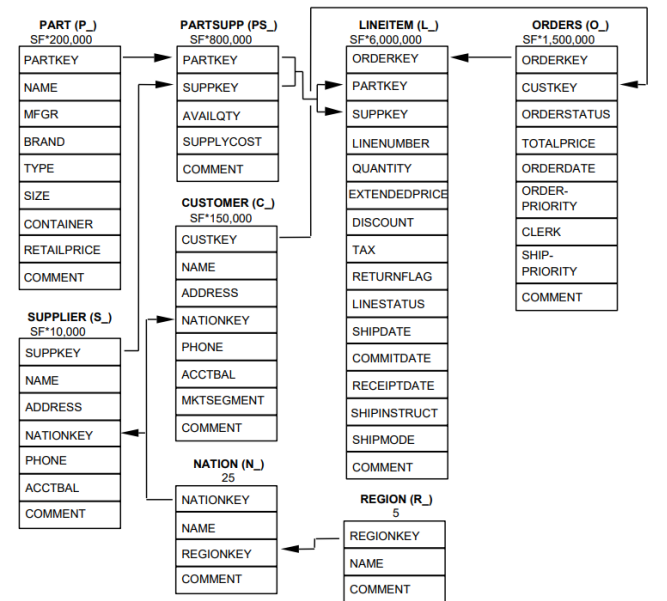 PART (P_)
SF*200,000
PARTKEY
NAME
MFGR
BRAND
TYPE
SIZE
CONTAINER
RETAILPRICE
COMMENT
SUPPLIER (S_)
SF*10,000
SUPPKEY
NAME
ADDRESS
NATIONKEY
PHONE
ACCTBAL
COMMENT
PARTSUPP (PS_)
SF*800,000
PARTKEY
SUPPKEY
AVAILQTY
SUPPLYCOST
COMMENT
CUSTOMER (C_)
SF*150,000
CUSTKEY
NAME
ADDRESS
NATIONKEY
PHONE
ACCTBAL
MKTSEGMENT
COMMENT
NATION (N_)
25
NATIONKEY
NAME
REGIONKEY
COMMENT
LINEITEM (L_)
SF*6,000,000
ORDERKEY
PARTKEY
SUPPKEY
LINENUMBER
QUANTITY
EXTENDEDPRICE
DISCOUNT
TAX
RETURNFLAG
LINESTATUS
SHIPDATE
COMMITDATE
RECEIPTDATE
SHIPINSTRUCT
SHIPMODE
COMMENT
REGION (R_)
5
REGIONKEY
NAME
COMMENT
ORDERS (O_)
SF*1,500,000
ORDERKEY
CUSTKEY
ORDERSTATUS
TOTALPRICE
ORDERDATE
ORDER-
PRIORITY
CLERK
SHIP-
PRIORITY
COMMENT